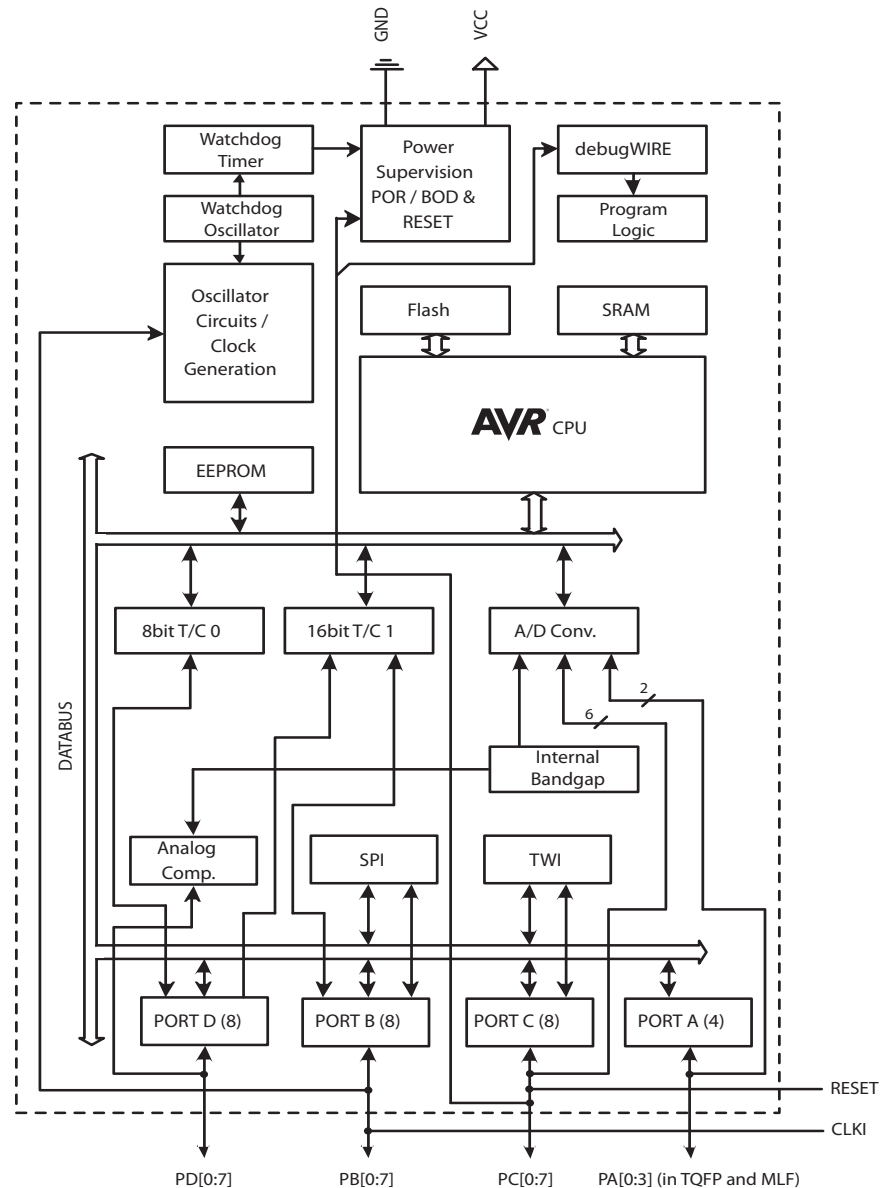 GND
VCC
Watchdog
Timer
Power
Supervision
POR / BOD &
RESET
debugWIRE
Watchdog
Oscillator
Program
Logic
Oscillator
Circuits /
Clock
Generation
Flash
SRAM
AVR CPU
EEPROM
8bit T/C 0
16bit T/C 1
A/D Conv.
2
6
DATABUS
Internal
Bandgap
Analog
Comp.
SPI
TWI
PORT D (8)
PORT B (8)
PORT C (8)
PORT A (4)
RESET
CLKI
PD[0:7]
PB[0:7]
PC[0:7]
PA[0:3] (in TQFP and MLF)